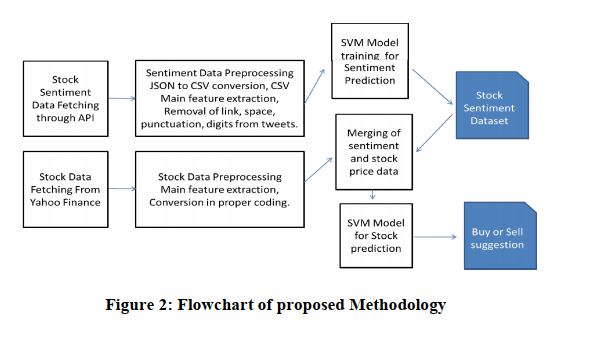 Stock
Sentiment
Data Fetching
through API
Sentiment Data Preprocessing
JSON to CSV conversion, CSV
Main feature extraction,
Removal of link, space,
punctuation, digits from tweets.
SVM Model
training for
Sentiment
Prediction
Stock
Sentiment
Dataset
Merging of
sentiment
and stock
price data
Stock Data
Fetching From
Yahoo Finance
Stock Data Preprocessing
Main feature extraction,
Conversion in proper coding.
SVM Model
for Stock
prediction
Buy or Sell
suggestion
Figure 2: Flowchart of proposed Methodology